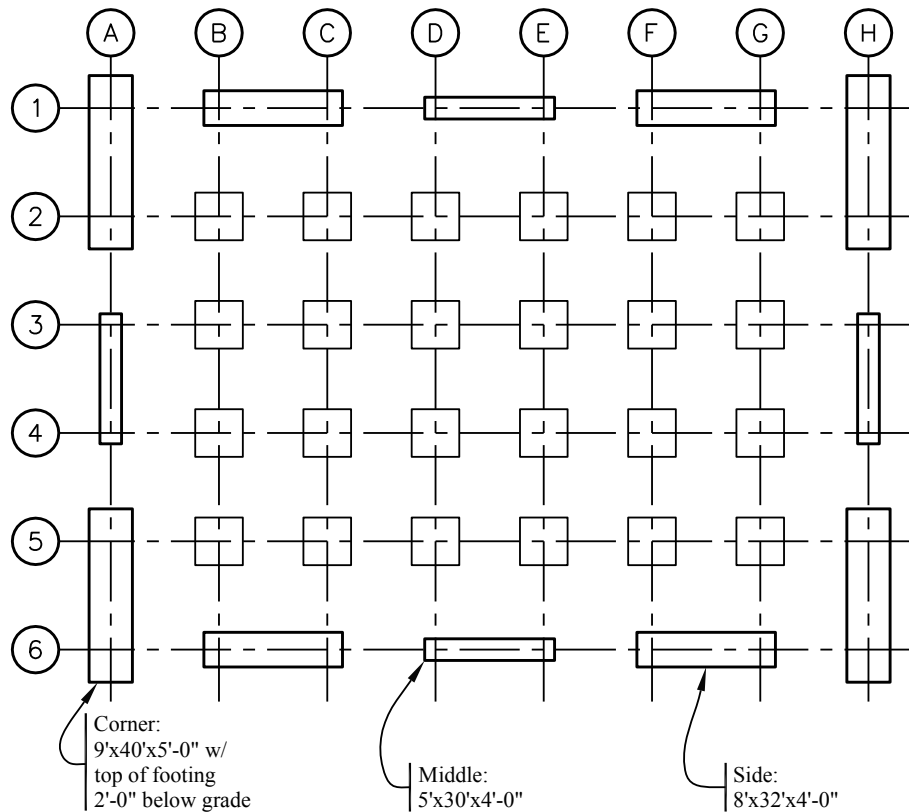 A B C D E F G H
1
2
3
4
5
6
Corner:
9'x40'x5'-0" w/
top of footing
2'-0" below grade
Middle:
5'x30'x4'-0"
Side:
8'x32'x4'-0"